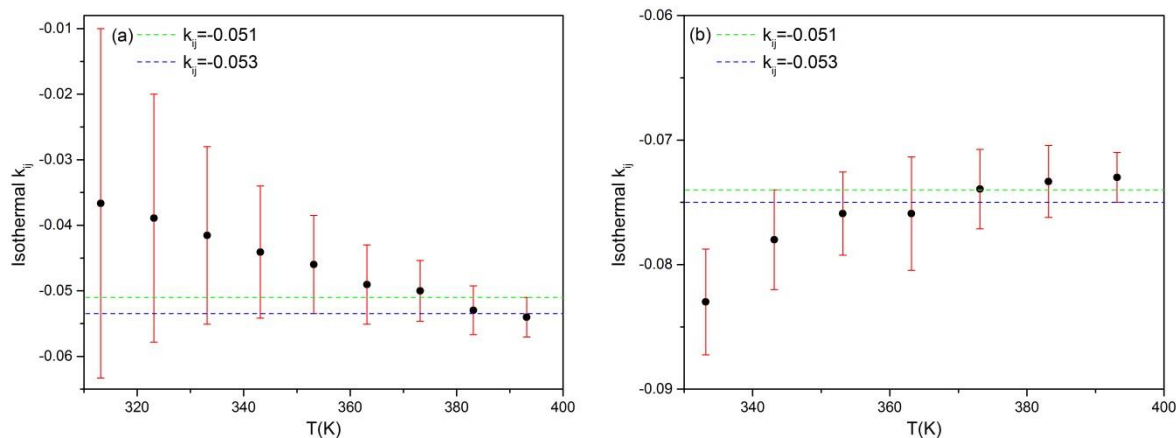 (a)
k_ij=-0.051
k_ij=-0.053
-0.01
-0.02
-0.03
-0.04
-0.05
-0.06
Isothermal k_ij
320
340
360
380
400
T(K)
(b)
k_ij=-0.051
k_ij=-0.053
-0.06
-0.07
-0.08
-0.09
Isothermal k_ij
340
360
380
400
T(K)